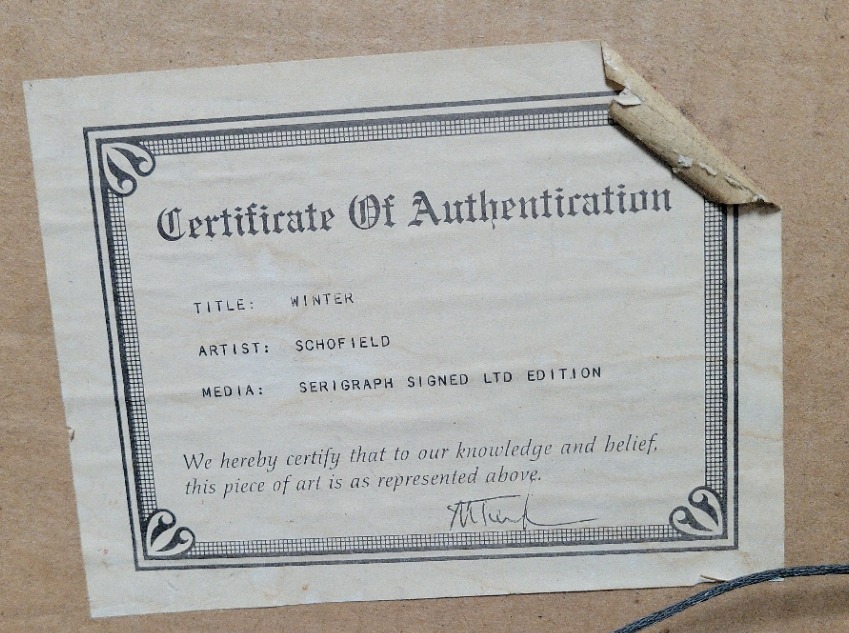 Certificate Of Authentication
TITLE: WINTER
ARTIST: SCHOFIELD
MEDIA: SERIGRAPH SIGNED LTD EDITION
We hereby certify that to our knowledge and belief,
this piece of art is as represented above.